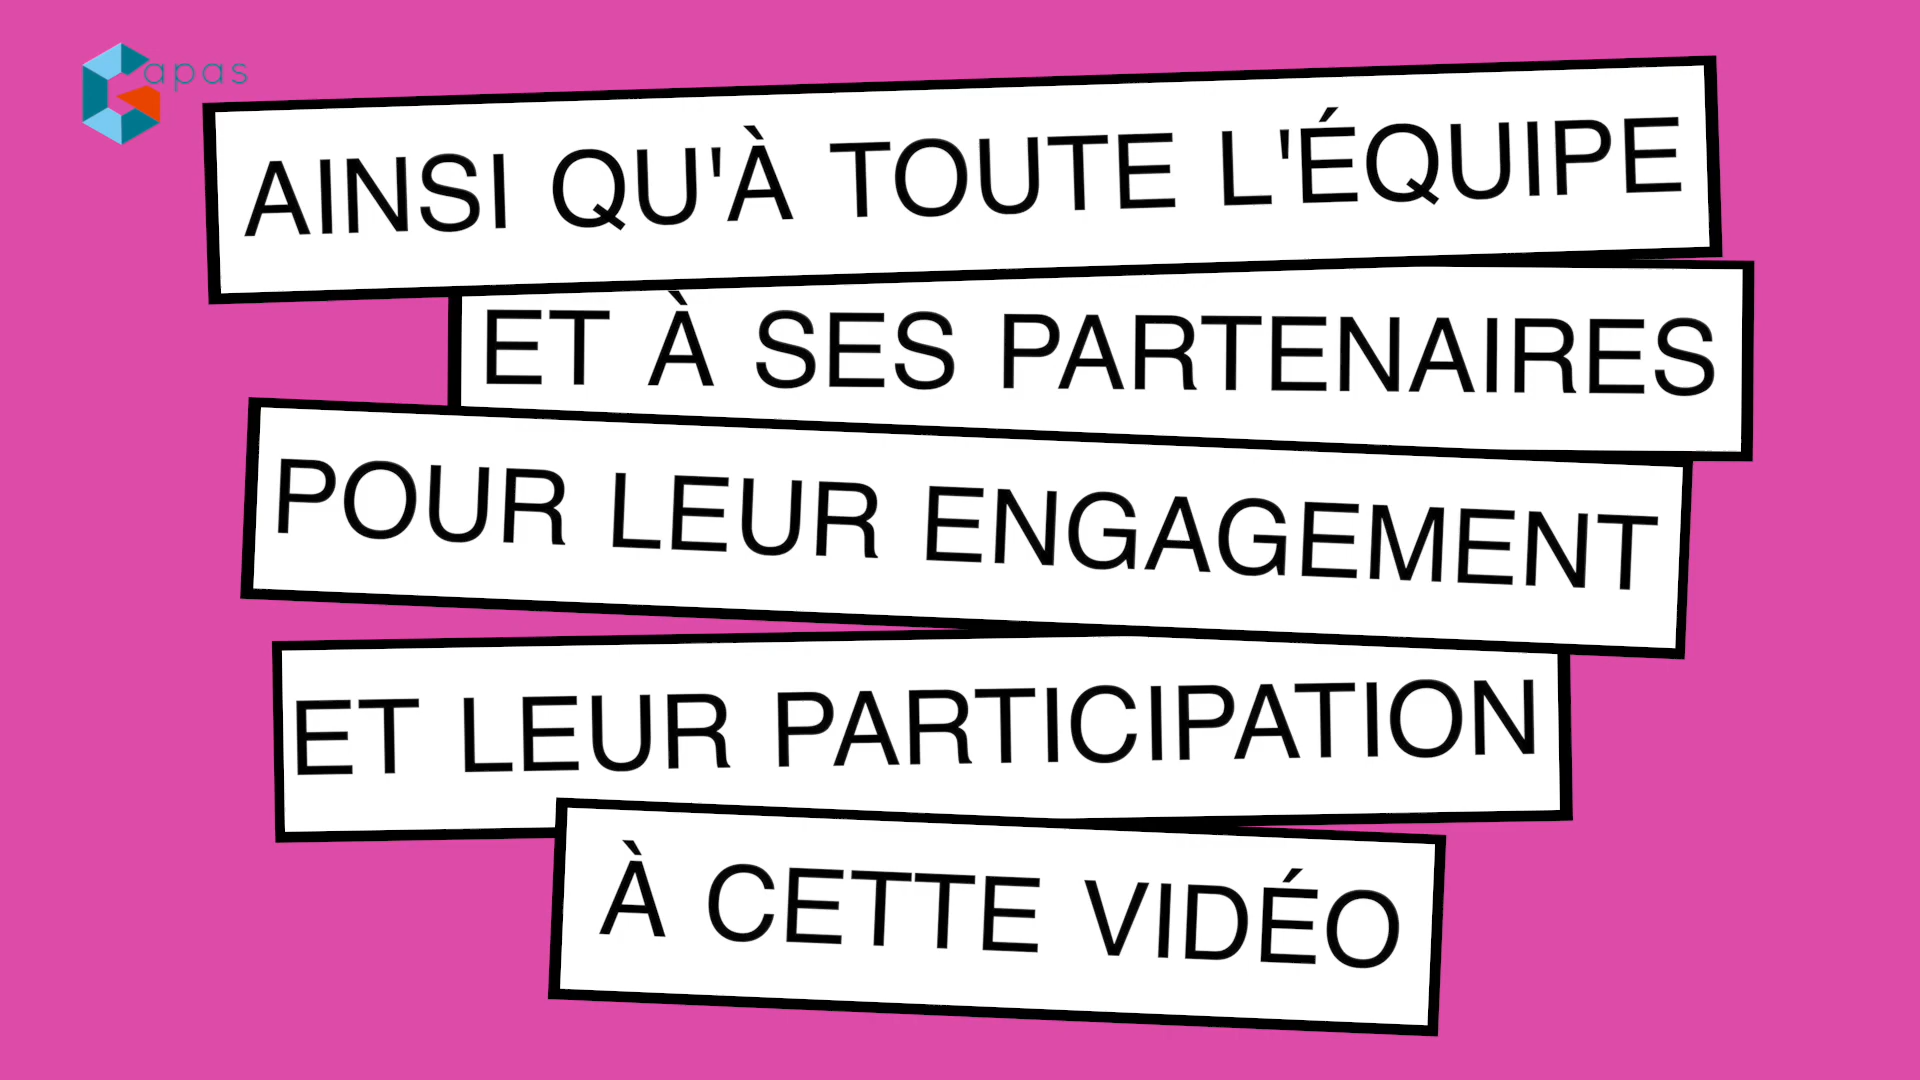 apas
AINSI QU'À TOUTE L'ÉQUIPE
ET À SES PARTENAIRES
POUR LEUR ENGAGEMENT
ET LEUR PARTICIPATION
À CETTE VIDÉO